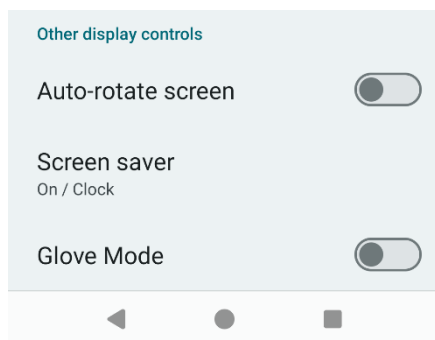 Other display controls
Auto-rotate screen
Screen saver
On / Clock
Glove Mode